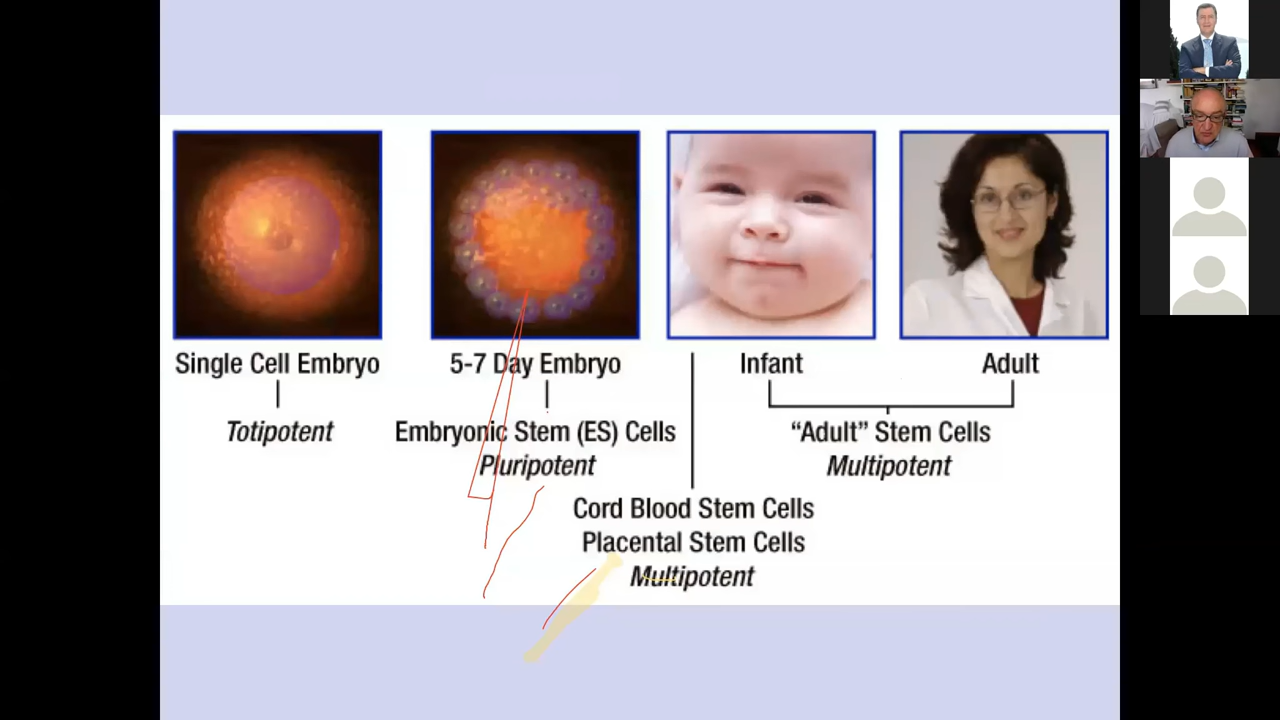 Single Cell Embryo
Totipotent
5-7 Day Embryo
Embryonic Stem (ES) Cells
Pluripotent
Infant
Adult
“Adult” Stem Cells
Multipotent
Cord Blood Stem Cells
Placental Stem Cells
Multipotent